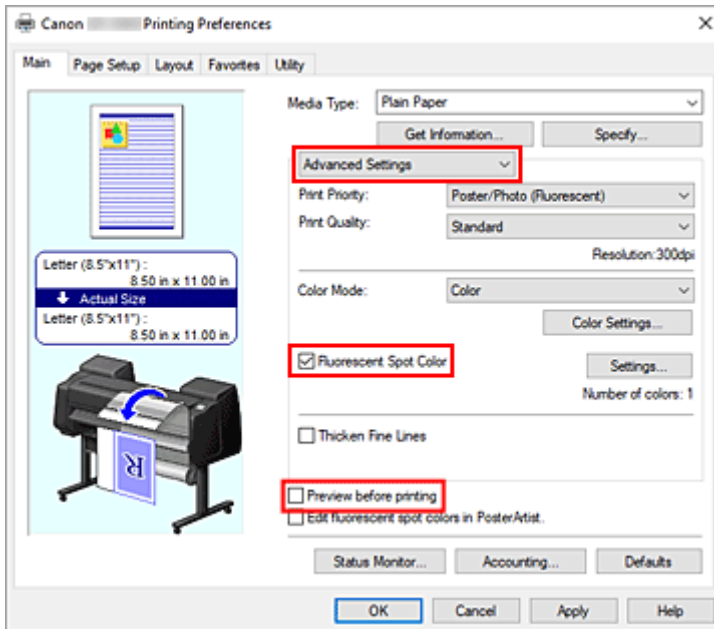 Canon Printing Preferences
Main Page Setup Layout Favorites Utility
Media Type: Plain Paper
Get Information... Specify...
Advanced Settings
Print Priority: Poster/Photo (Fluorescent)
Print Quality: Standard
Resolution:300dpi
Letter (8.5"x11") :
8.50 in x 11.00 in
Actual Size
Letter (8.5"x11") :
8.50 in x 11.00 in
Color Mode: Color
Color Settings...
Fluorescent Spot Color Settings...
Number of colors: 1
Thicken Fine Lines
R
Preview before printing
Edit fluorescent spot colors in PosterArtist.
Status Monitor... Accounting... Defaults
OK Cancel Apply Help